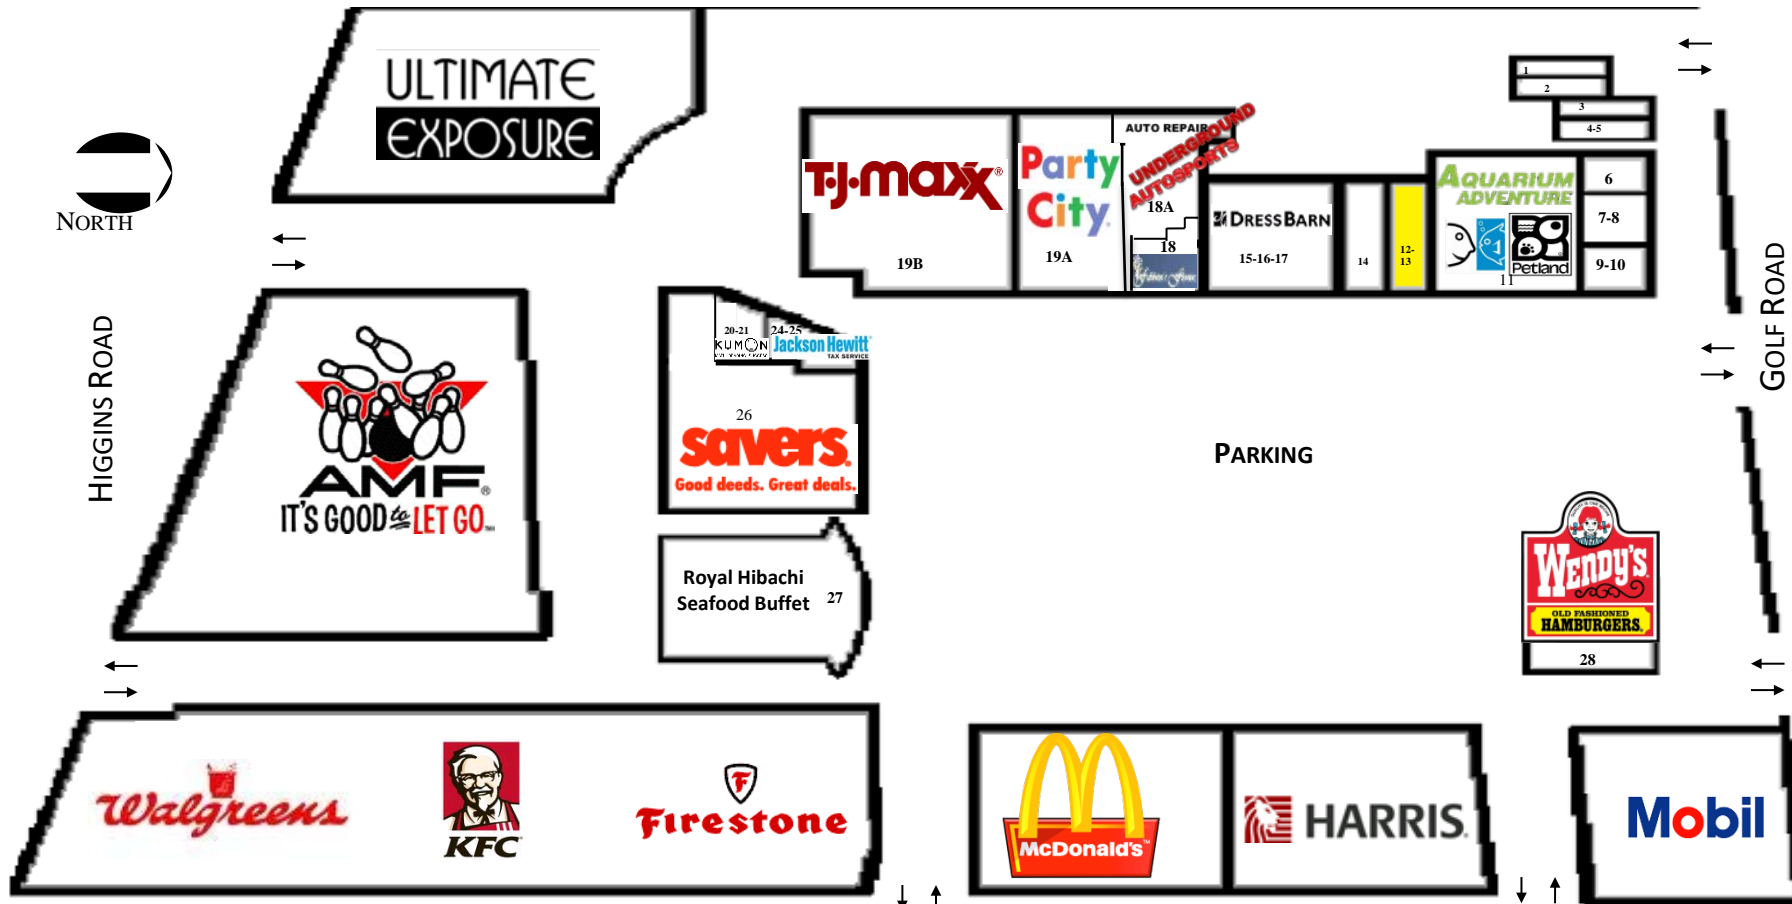 ULTIMATE
EXPOSURE
NORTH
HIGGINS ROAD
GOLF ROAD
1
2
3
4-5
6
7-8
9-10
T·J·maxx®
19B
Party
City
19A
AUTO REPAIR
UNDERGROUND
AUTOSPORTS
18A
18
DRESSBARN
15-16-17
14
12-
13
AQUARIUM
ADVENTURE
Petland
11
20-21
KUMON
24-25
Jackson Hewitt
TAX SERVICE
26
savers.
Good deeds. Great deals.
AMF®
IT'S GOOD to LET GO
PARKING
Royal Hibachi
Seafood Buffet
27
WENDY'S
OLD FASHIONED
HAMBURGERS.
28
Walgreens
KFC
F
Firestone
McDonald's
HARRIS
Mobil